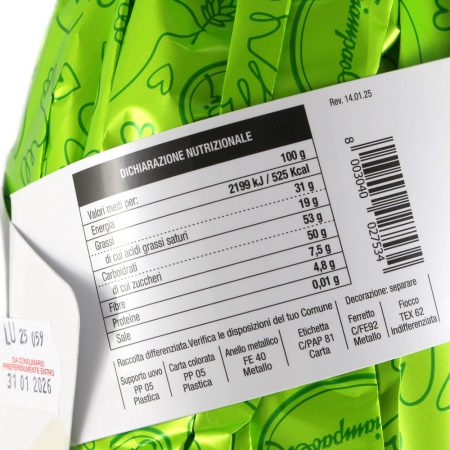 Rev. 14.01.25
DICHIARAZIONE NUTRIZIONALE
Valori medi per: 100 g
Energia 2199 kJ / 525 Kcal
Grassi 31 g
di cui acidi grassi saturi 19 g
Carboidrati 53 g
di cui zuccheri 50 g
Fibre 7,5 g
Proteine 4,8 g
Sale 0,01 g
8 003040 027534
Raccolta differenziata.Verifica le disposizioni del tuo Comune
Decorazione: separare
Supporto uovo
PP 05
Plastica
Carta colorata
PP 05
Plastica
Anello metallico
FE 40
Metallo
Etichetta
C/PAP 81
Carta
Ferretto
C/FE92
Metallo
Fiocco
TEX 62
Indifferenziata
LU 25 059
DA CONSUMARSI
PREFERIBILMENTE ENTRO
31 01 2026